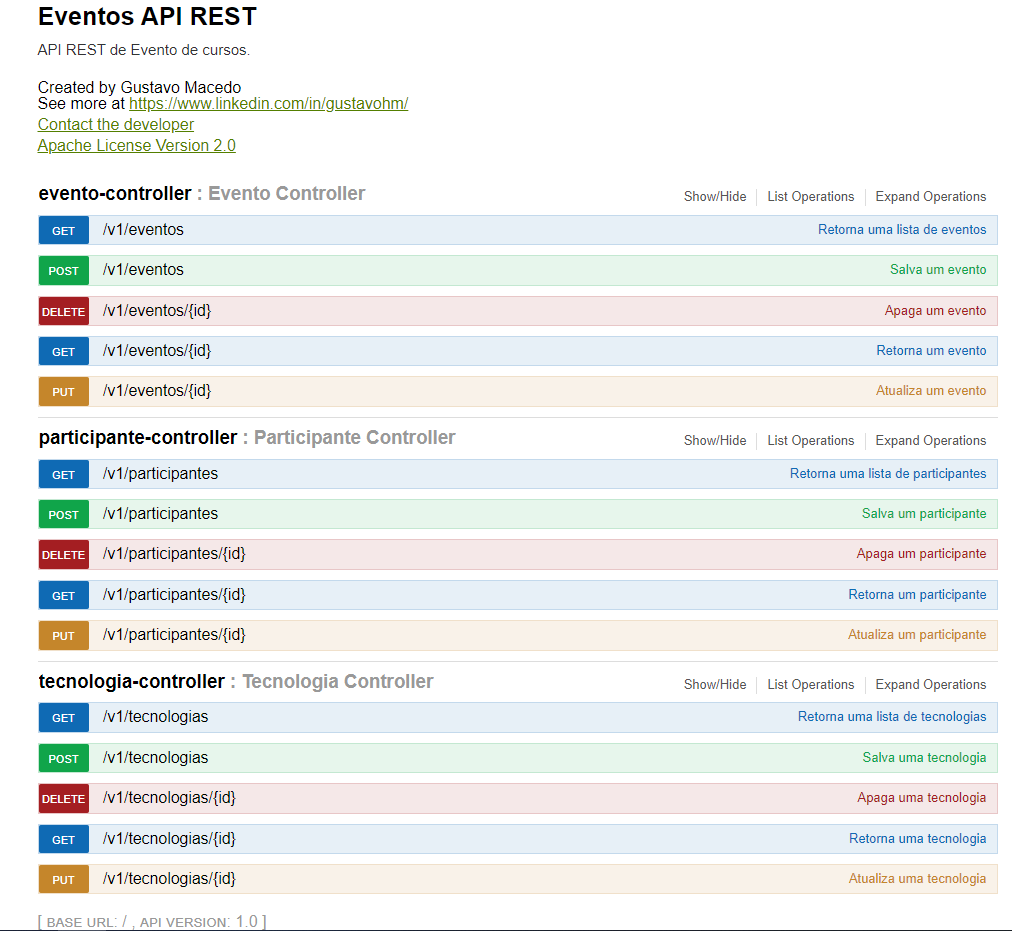 Eventos API REST
API REST de Evento de cursos.
Created by Gustavo Macedo
See more at https://www.linkedin.com/in/gustavohm/
Contact the developer
Apache License Version 2.0
evento-controller : Evento Controller Show/Hide List Operations Expand Operations
GET /v1/eventos Retorna uma lista de eventos
POST /v1/eventos Salva um evento
DELETE /v1/eventos/{id} Apaga um evento
GET /v1/eventos/{id} Retorna um evento
PUT /v1/eventos/{id} Atualiza um evento
participante-controller : Participante Controller Show/Hide List Operations Expand Operations
GET /v1/participantes Retorna uma lista de participantes
POST /v1/participantes Salva um participante
DELETE /v1/participantes/{id} Apaga um participante
GET /v1/participantes/{id} Retorna um participante
PUT /v1/participantes/{id} Atualiza um participante
tecnologia-controller : Tecnologia Controller Show/Hide List Operations Expand Operations
GET /v1/tecnologias Retorna uma lista de tecnologias
POST /v1/tecnologias Salva uma tecnologia
DELETE /v1/tecnologias/{id} Apaga uma tecnologia
GET /v1/tecnologias/{id} Retorna uma tecnologia
PUT /v1/tecnologias/{id} Atualiza uma tecnologia
[ BASE URL: / , API VERSION: 1.0 ]